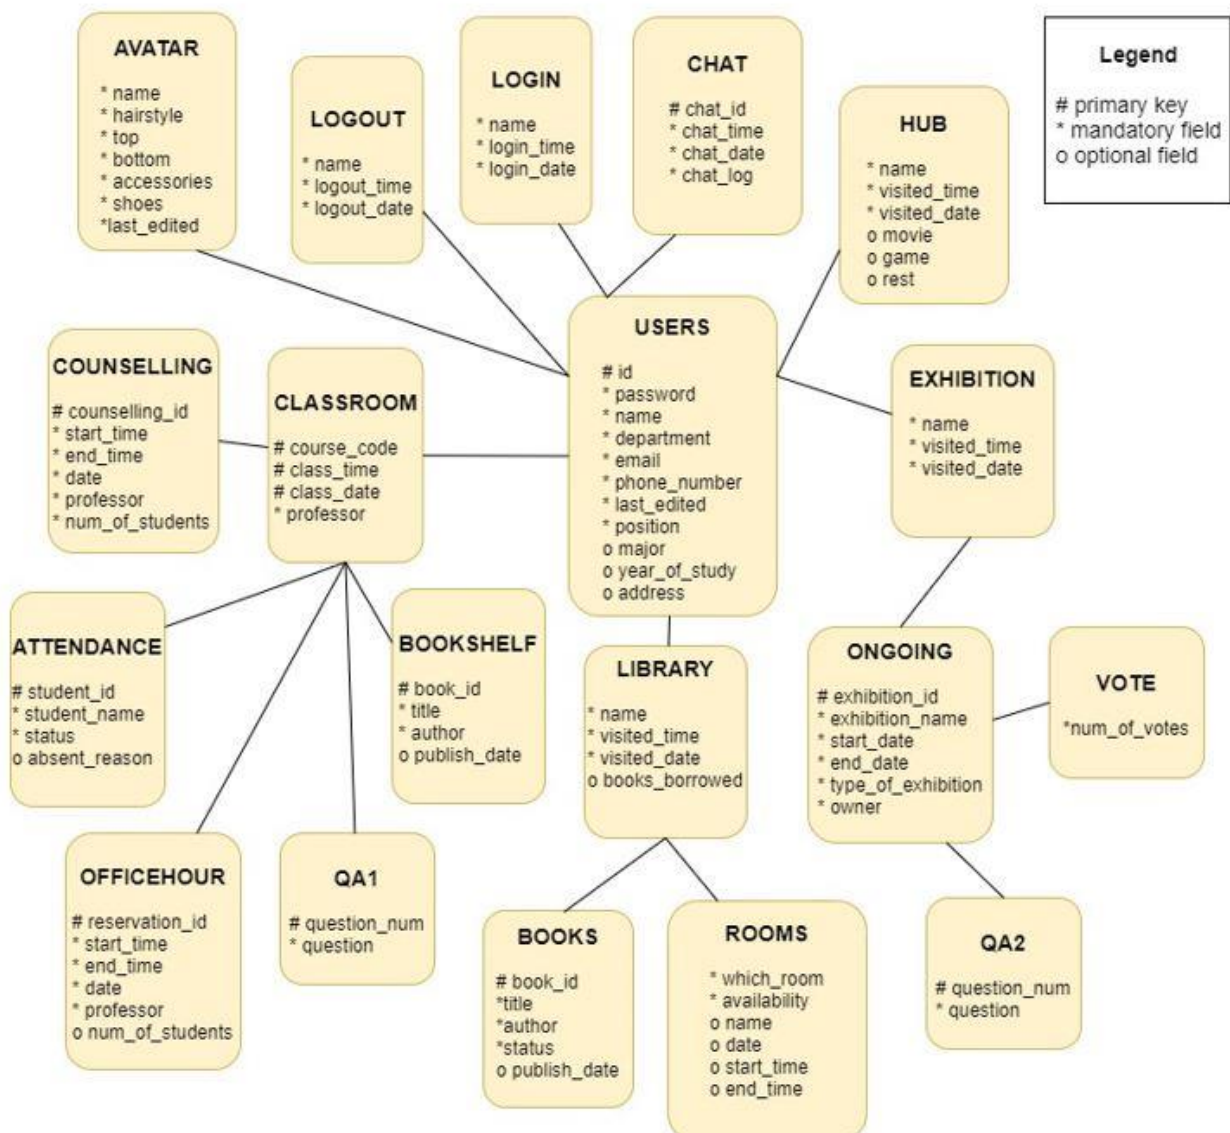 AVATAR
* name
* hairstyle
* top
* bottom
* accessories
* shoes
*last_edited
LOGOUT
* name
* logout_time
* logout_date
LOGIN
* name
* login_time
* login_date
CHAT
# chat_id
* chat_time
* chat_date
* chat_log
HUB
* name
* visited_time
* visited_date
o movie
o game
o rest
Legend
# primary key
* mandatory field
o optional field
COUNSELLING
# counselling_id
* start_time
* end_time
* date
* professor
* num_of_students
CLASSROOM
# course_code
# class_time
# class_date
* professor
USERS
# id
* password
* name
* department
* email
* phone_number
* last_edited
* position
o major
o year_of_study
o address
EXHIBITION
* name
* visited_time
* visited_date
ATTENDANCE
# student_id
* student_name
* status
o absent_reason
BOOKSHELF
# book_id
* title
* author
o publish_date
LIBRARY
* name
* visited_time
* visited_date
o books_borrowed
ONGOING
# exhibition_id
* exhibition_name
* start_date
* end_date
* type_of_exhibition
* owner
VOTE
*num_of_votes
OFFICEHOUR
# reservation_id
* start_time
* end_time
* date
* professor
o num_of_students
QA1
# question_num
* question
BOOKS
# book_id
*title
*author
*status
o publish_date
ROOMS
* which_room
* availability
o name
o date
o start_time
o end_time
QA2
# question_num
* question